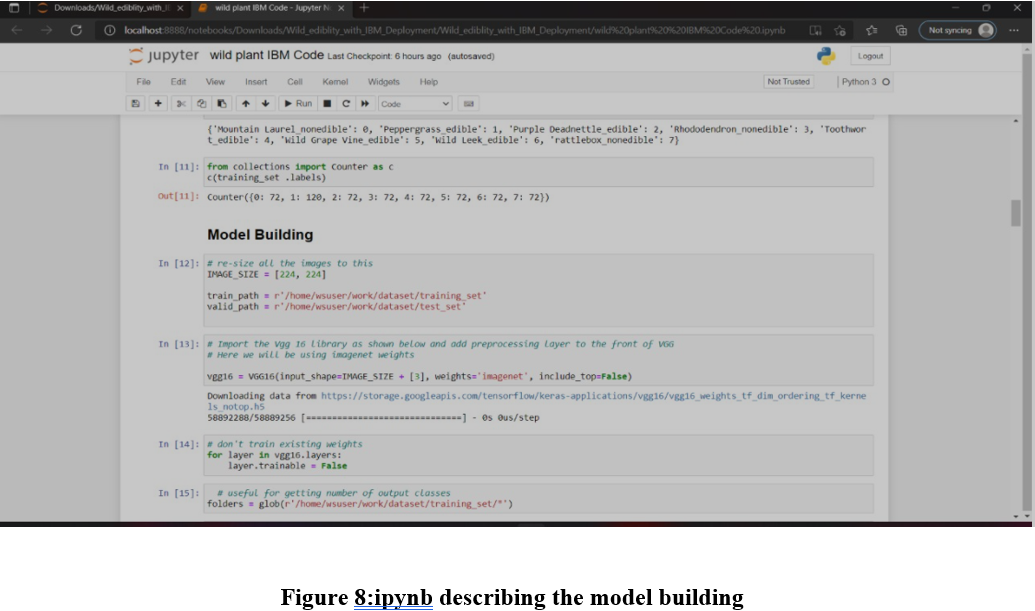 Downloads/Wild_ediblity_with_I
wild plant IBM Code - Jupyter N
localhost:8888/notebooks/Downloads/Wild_ediblity_with_IBM_Deployment/Wild_ediblity_with_IBM_Deployment/wild%20plant%20%20IBM%20Code%20.ipynb
Not syncing
jupyter wild plant IBM Code Last Checkpoint: 6 hours ago (autosaved)
Logout
File Edit View Insert Cell Kernel Widgets Help
Not Trusted
Python 3
Run
Code
{'Mountain Laurel_nonedible': 0, 'Peppergrass_edible': 1, 'Purple Deadnettle_edible': 2, 'Rhododendron_nonedible': 3, 'Toothwor
t_edible': 4, 'Wild Grape Vine_edible': 5, 'Wild Leek_edible': 6, 'rattlebox_nonedible': 7}
In [11]: from collections import Counter as c
c(training_set .labels)
Out[11]: Counter({0: 72, 1: 120, 2: 72, 3: 72, 4: 72, 5: 72, 6: 72, 7: 72})
Model Building
In [12]: # re-size all the images to this
IMAGE_SIZE = [224, 224]
train_path = r'/home/wsuser/work/dataset/training_set'
valid_path = r'/home/wsuser/work/dataset/test_set'
In [13]: # Import the Vgg 16 library as shown below and add preprocessing layer to the front of VGG
# Here we will be using imagenet weights
vgg16 = VGG16(input_shape=IMAGE_SIZE + [3], weights='imagenet', include_top=False)
Downloading data from https://storage.googleapis.com/tensorflow/keras-applications/vgg16/vgg16_weights_tf_dim_ordering_tf_kerne
ls_notop.h5
58892288/58889256 [==============================] - 0s 0us/step
In [14]: # don't train existing weights
for layer in vgg16.layers:
layer.trainable = False
In [15]: # useful for getting number of output classes
folders = glob(r'/home/wsuser/work/dataset/training_set/*')
Figure 8:ipynb describing the model building